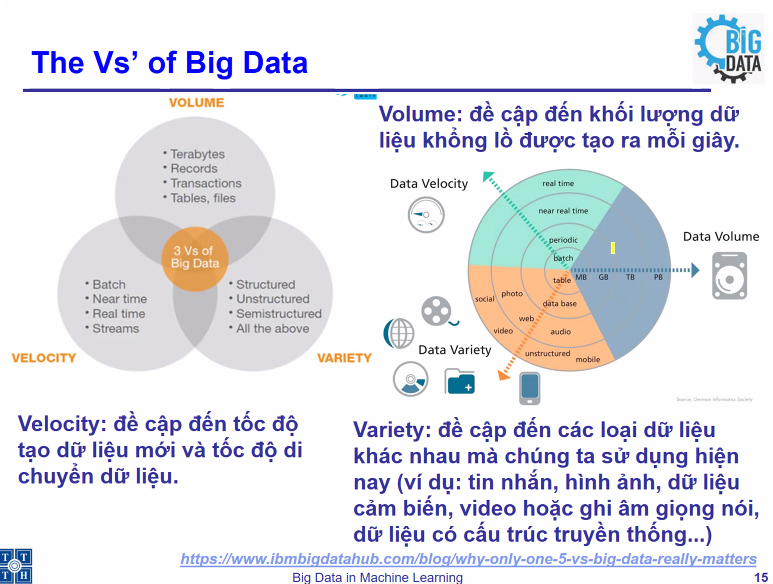 The Vs' of Big Data
BIG
DATA
VOLUME
• Terabytes
• Records
• Transactions
• Tables, files
3 Vs of
Big Data
• Batch
• Near time
• Real time
• Streams
• Structured
• Unstructured
• Semistructured
• All the above
VELOCITY
VARIETY
Volume: đề cập đến khối lượng dữ
liệu khổng lồ được tạo ra mỗi giây.
Data Velocity
real time
near real time
periodic
batch
Data Volume
table
MB
GB
TB
PB
social
photo
data base
web
video
audio
Data Variety
unstructured
mobile
Source: German Informatics Society
Velocity: đề cập đến tốc độ
tạo dữ liệu mới và tốc độ di
chuyển dữ liệu.
Variety: đề cập đến các loại dữ liệu
khác nhau mà chúng ta sử dụng hiện
nay (ví dụ: tin nhắn, hình ảnh, dữ liệu
cảm biến, video hoặc ghi âm giọng nói,
dữ liệu có cấu trúc truyền thống...)
https://www.ibmbigdatahub.com/blog/why-only-one-5-vs-big-data-really-matters
T T
T H
Big Data in Machine Learning
15